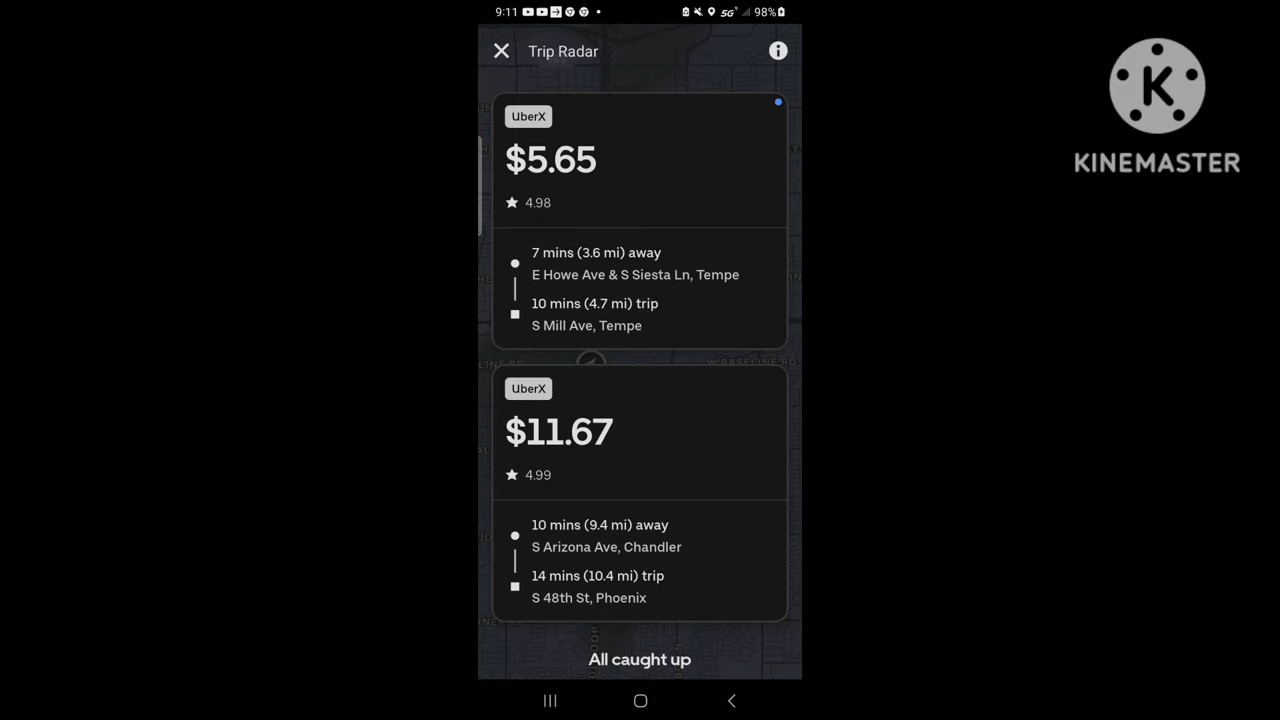 9:11
5G
98%
Trip Radar
UberX
$5.65
4.98
7 mins (3.6 mi) away
E Howe Ave & S Siesta Ln, Tempe
10 mins (4.7 mi) trip
S Mill Ave, Tempe
W BASELINE RD
UberX
$11.67
4.99
10 mins (9.4 mi) away
S Arizona Ave, Chandler
14 mins (10.4 mi) trip
S 48th St, Phoenix
All caught up
K
KINEMASTER